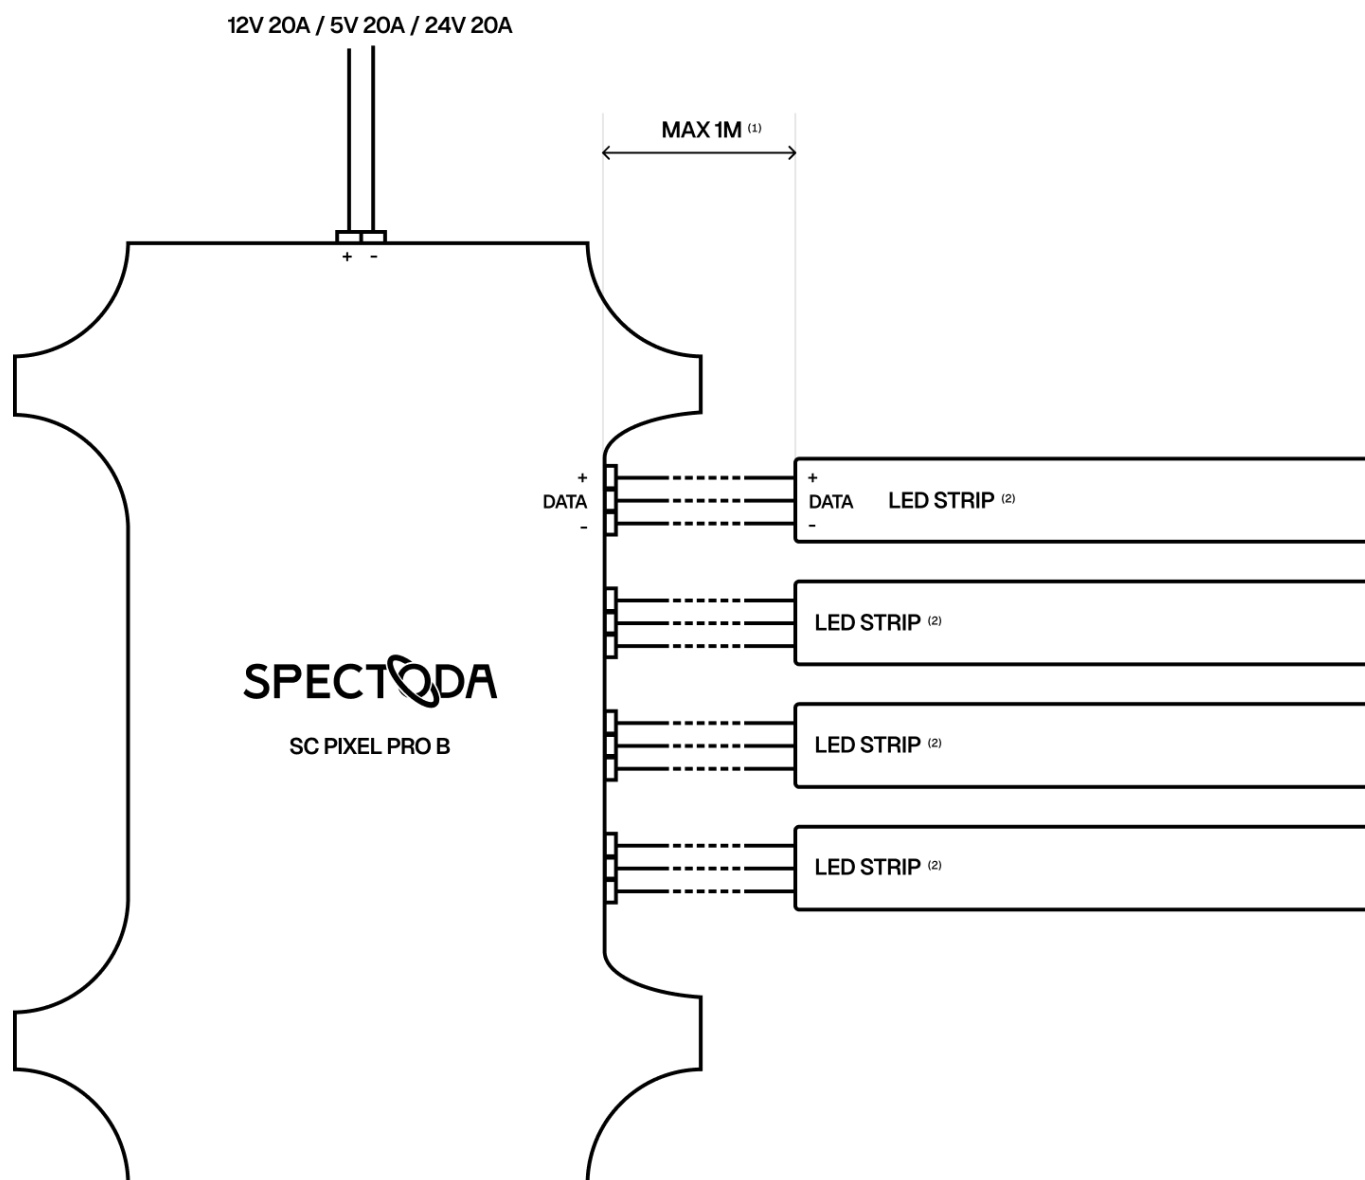 12V 20A / 5V 20A / 24V 20A
MAX 1M (1)
+ -
+
DATA
-
+
DATA
-
LED STRIP (2)
LED STRIP (2)
SPECTODA
SC PIXEL PRO B
LED STRIP (2)
LED STRIP (2)